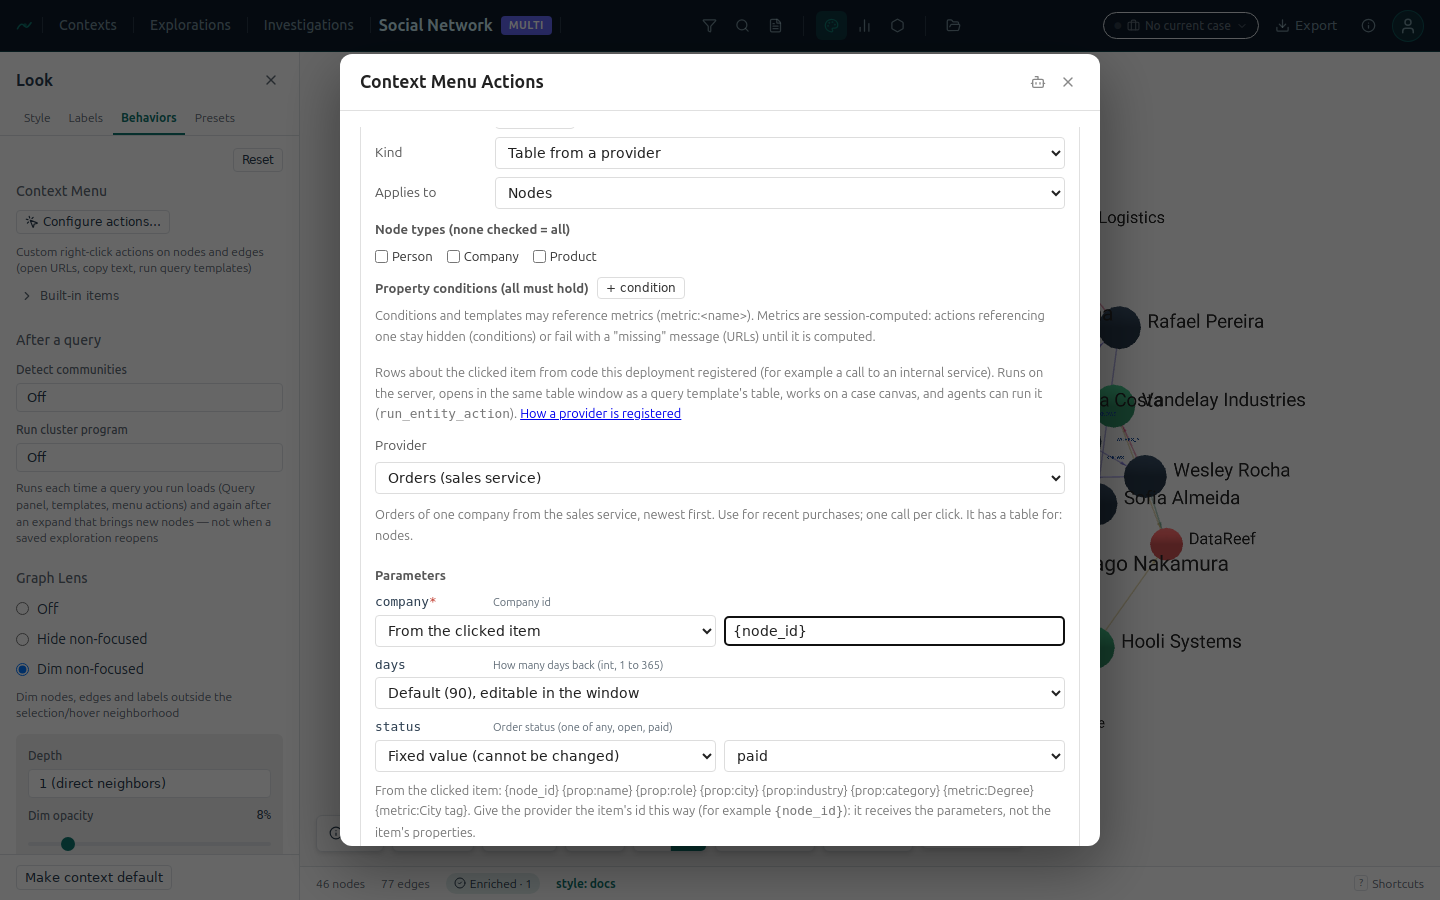 Contexts
Explorations
Investigations
Social Network
MULTI
No current case
Export
Look
Style
Labels
Behaviors
Presets
Reset
Context Menu
Configure actions...
Custom right-click actions on nodes and edges
(open URLs, copy text, run query templates)
Built-in items
After a query
Detect communities
Off
Run cluster program
Off
Runs each time a query you run loads (Query
panel, templates, menu actions) and again after
an expand that brings new nodes — not when a
saved exploration reopens
Graph Lens
Off
Hide non-focused
Dim non-focused
Dim nodes, edges and labels outside the
selection/hover neighborhood
Depth
1 (direct neighbors)
Dim opacity
8%
Make context default
Context Menu Actions
Kind
Table from a provider
Applies to
Nodes
Node types (none checked = all)
Person
Company
Product
Property conditions (all must hold)
+ condition
Conditions and templates may reference metrics (metric:<name>). Metrics are session-computed: actions referencing
one stay hidden (conditions) or fail with a "missing" message (URLs) until it is computed.
Rows about the clicked item from code this deployment registered (for example a call to an internal service). Runs on
the server, opens in the same table window as a query template's table, works on a case canvas, and agents can run it
(run_entity_action). How a provider is registered
Provider
Orders (sales service)
Orders of one company from the sales service, newest first. Use for recent purchases; one call per click. It has a table for:
nodes.
Parameters
company*
Company id
From the clicked item
{node_id}
days
How many days back (int, 1 to 365)
Default (90), editable in the window
status
Order status (one of any, open, paid)
Fixed value (cannot be changed)
paid
From the clicked item: {node_id} {prop:name} {prop:role} {prop:city} {prop:industry} {prop:category} {metric:Degree}
{metric:City tag}. Give the provider the item's id this way (for example {node_id}): it receives the parameters, not the
item's properties.
Logistics
Rafael Pereira
a Costa
Vandelay Industries
Wesley Rocha
Sofia Almeida
DataReef
ago Nakamura
Hooli Systems
46 nodes
77 edges
Enriched · 1
style: docs
? Shortcuts